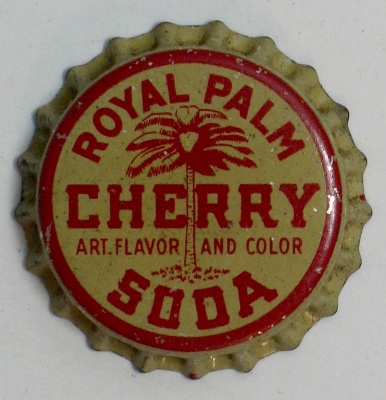 ROYAL PALM
CHERRY
ART. FLAVOR AND COLOR
SODA